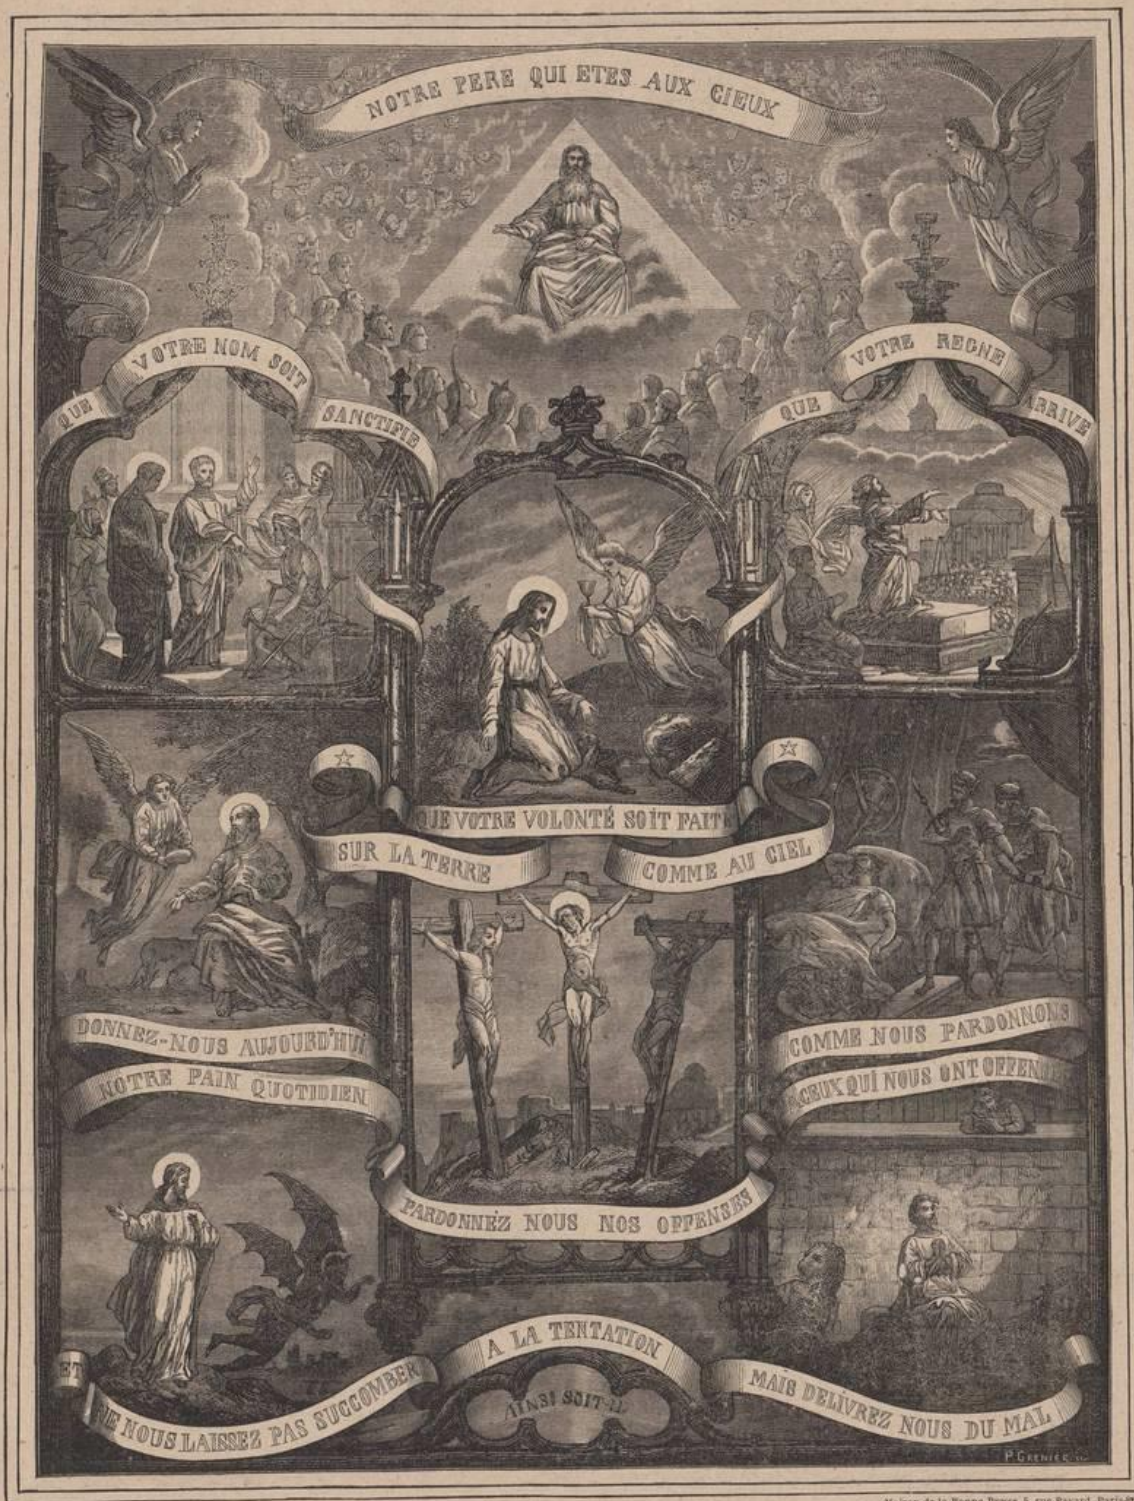 NOTRE PERE QUI ETES AUX CIEUX
QUE VOTRE NOM SOIT SANCTIFIE
QUE VOTRE REGNE ARRIVE
QUE VOTRE VOLONTÉ SOIT FAITE
SUR LA TERRE
COMME AU CIEL
DONNEZ-NOUS AUJOURD'HUI
NOTRE PAIN QUOTIDIEN
PARDONNEZ NOUS NOS OFFENSES
COMME NOUS PARDONNONS
A CEUX QUI NOUS ONT OFFENSE
ET NE NOUS LAISSEZ PAS SUCCOMBER
A LA TENTATION
MAIS DELIVREZ NOUS DU MAL
AINSI SOIT-IL
P. GRENIER